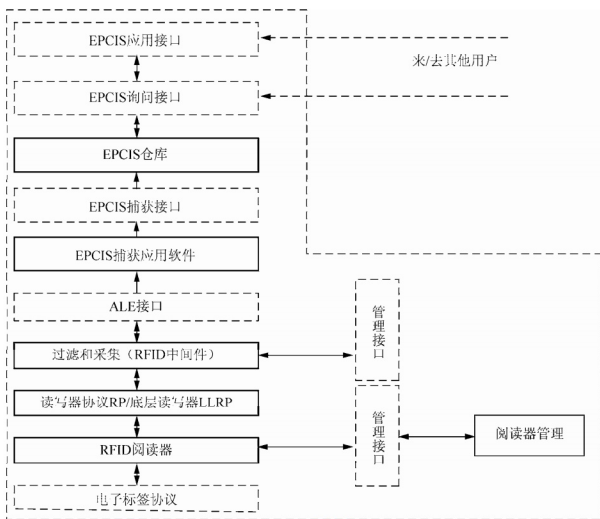 EPCIS应用接口
来/去其他用户
EPCIS询问接口
EPCIS仓库
EPCIS捕获接口
EPCIS捕获应用软件
ALE接口
管理接口
过滤和采集（RFID中间件）
读写器协议RP/底层读写器LLRP
管理接口
阅读器管理
RFID阅读器
电子标签协议